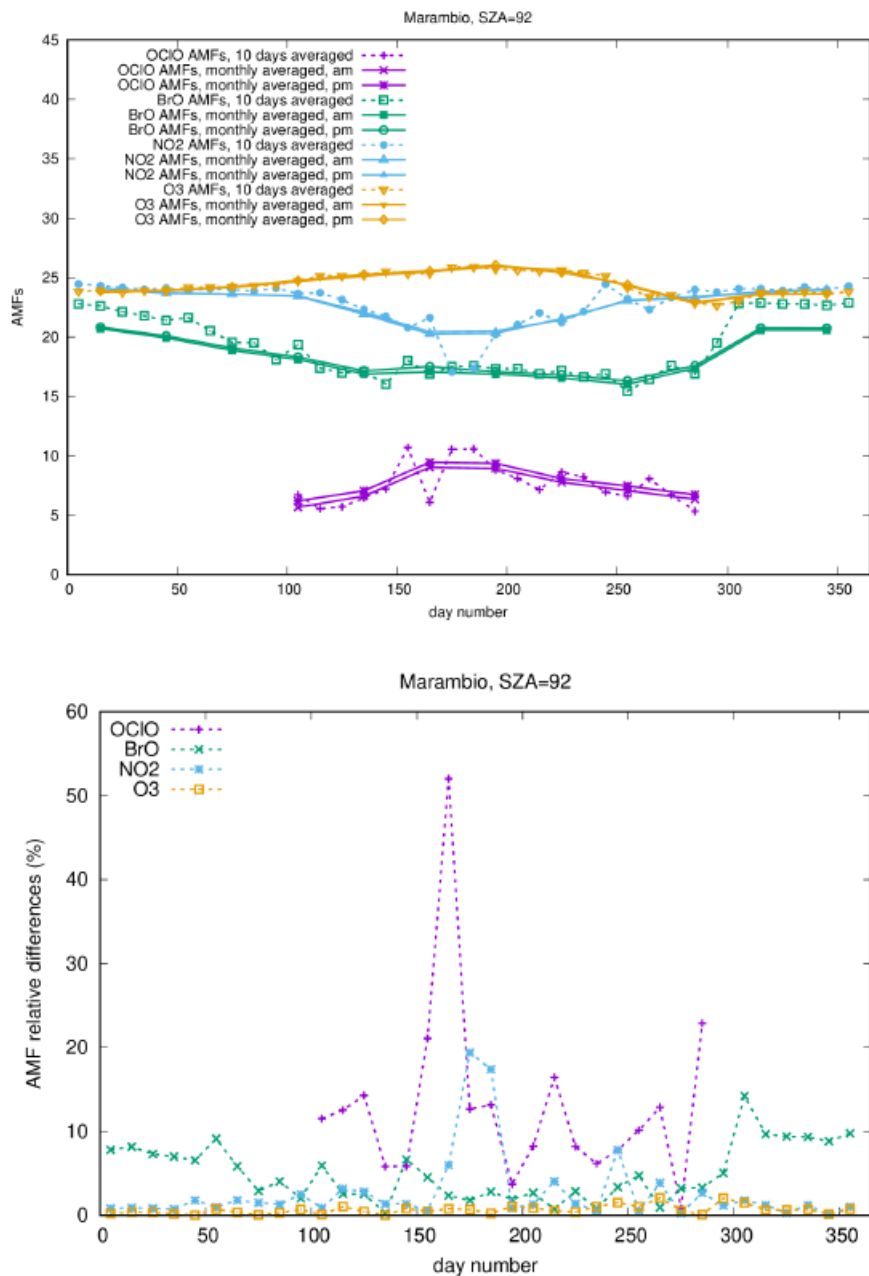 Marambio, SZA=92
45
40
35
30
25
20
15
10
5
0
AMFs
OClO AMFs, 10 days averaged
OClO AMFs, monthly averaged, am
OClO AMFs, monthly averaged, pm
BrO AMFs, 10 days averaged
BrO AMFs, monthly averaged, am
BrO AMFs, monthly averaged, pm
NO2 AMFs, 10 days averaged
NO2 AMFs, monthly averaged, am
NO2 AMFs, monthly averaged, pm
O3 AMFs, 10 days averaged
O3 AMFs, monthly averaged, am
O3 AMFs, monthly averaged, pm
0 50 100 150 200 250 300 350
day number
Marambio, SZA=92
60
50
40
30
20
10
0
AMF relative differences (%)
OClO
BrO
NO2
O3
0 50 100 150 200 250 300 350
day number